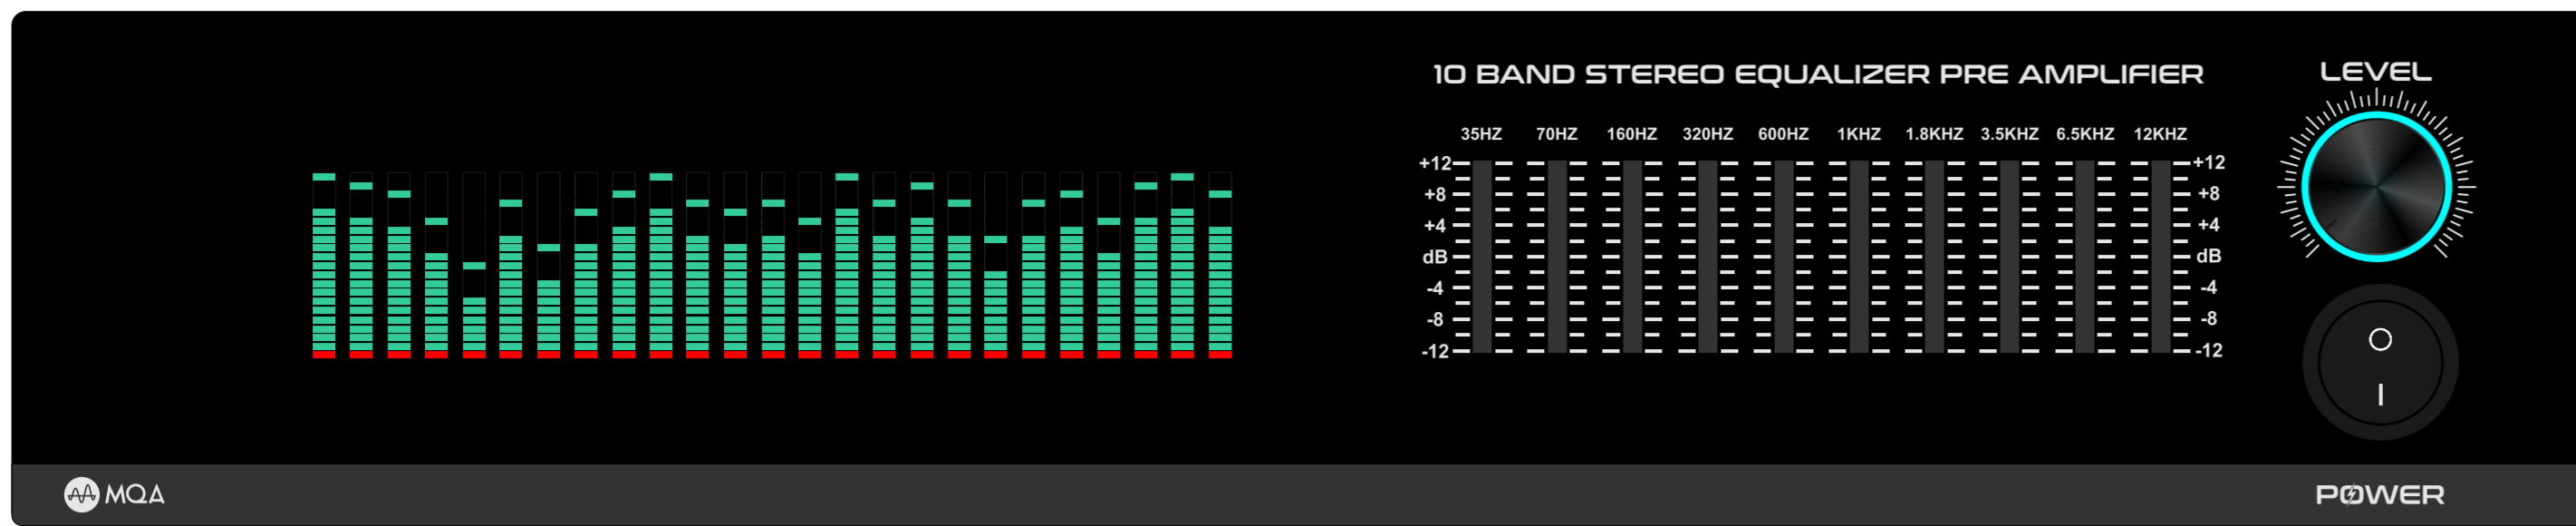 10 BAND STEREO EQUALIZER PRE AMPLIFIER
LEVEL
35HZ 70HZ 160HZ 320HZ 600HZ 1KHZ 1.8KHZ 3.5KHZ 6.5KHZ 12KHZ
+12 +12
+8 +8
+4 +4
dB dB
-4 -4
-8 -8
-12 -12
MQA
POWER